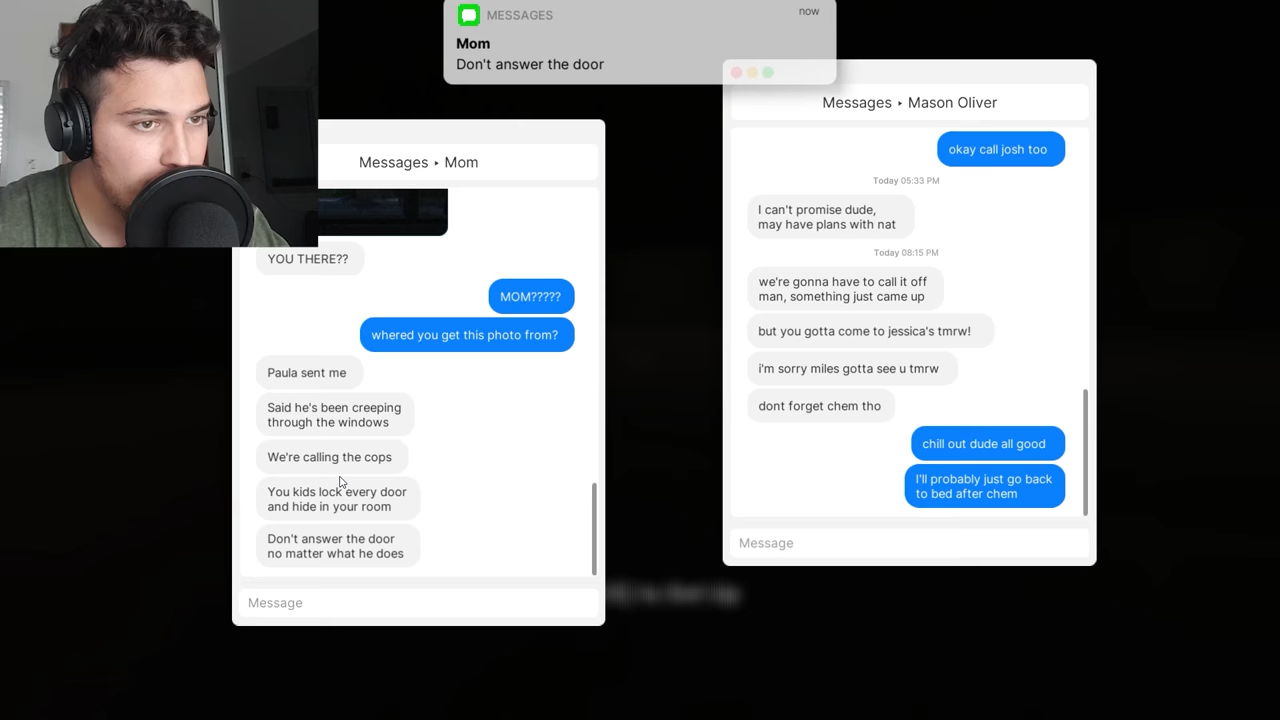 MESSAGES
now
Mom
Don't answer the door
Messages ‣ Mom
YOU THERE??
MOM?????
whered you get this photo from?
Paula sent me
Said he's been creeping
through the windows
We're calling the cops
You kids lock every door
and hide in your room
Don't answer the door
no matter what he does
Message
Messages ‣ Mason Oliver
okay call josh too
Today 05:33 PM
I can't promise dude,
may have plans with nat
Today 08:15 PM
we're gonna have to call it off
man, something just came up
but you gotta come to jessica's tmrw!
i'm sorry miles gotta see u tmrw
dont forget chem tho
chill out dude all good
I'll probably just go back
to bed after chem
Message